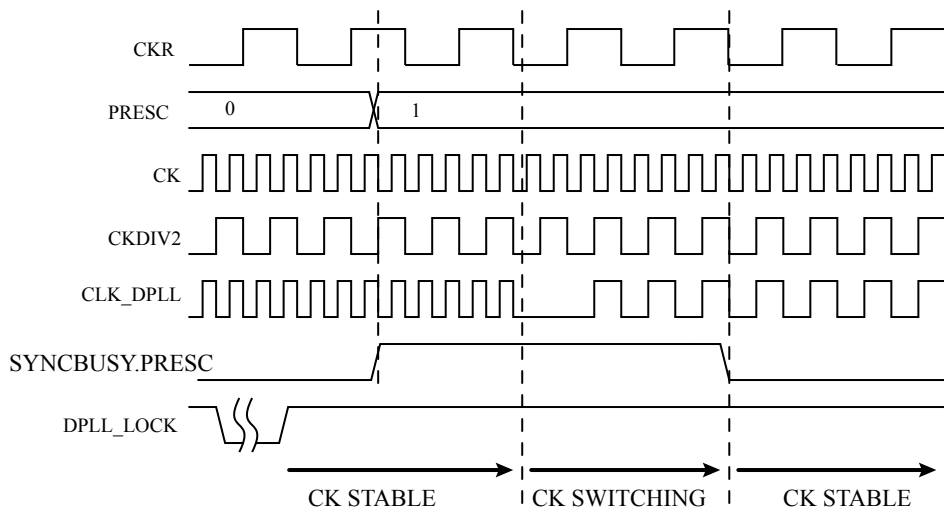 CKR
PRESC
0
1
CK
CKDIV2
CLK_DPLL
SYNCBUSY.PRESC
DPLL_LOCK
CK STABLE
CK SWITCHING
CK STABLE